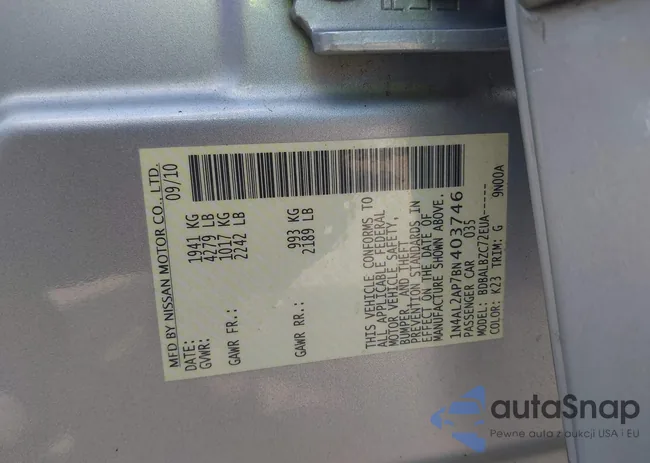 MFD BY NISSAN MOTOR CO., LTD.
DATE: 09/10
GVWR: 1941 KG
4279 LB
GAWR FR.: 1017 KG
2242 LB
GAWR RR.: 993 KG
2189 LB
THIS VEHICLE CONFORMS TO
ALL APPLICABLE FEDERAL
MOTOR VEHICLE SAFETY,
BUMPER, AND THEFT
PREVENTION STANDARDS IN
EFFECT ON THE DATE OF
MANUFACTURE SHOWN ABOVE.
1N4AL2AP7BN403746
PASSENGER CAR 035
MODEL: BDBALBZC72EUA-----
COLOR: K23 TRIM: G 9N00A
autoSnap
Pewne auta z aukcji USA i EU